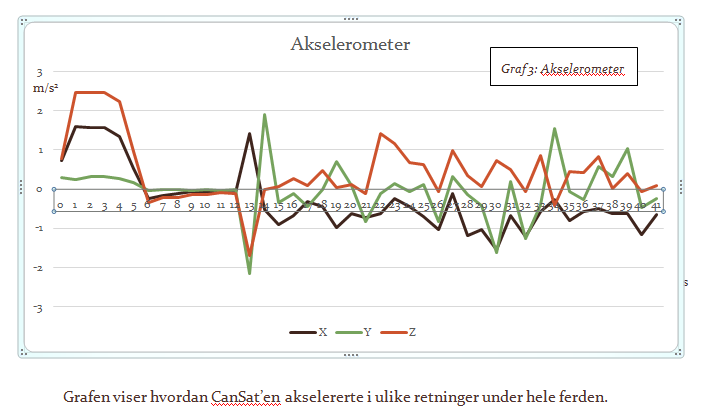 Akselerometer
Graf 3: Akselerometer
m/s²
3
2
1
0
-1
-2
-3
0 1 2 3 4 5 6 7 8 9 10 11 12 13 14 15 16 17 18 19 20 21 22 23 24 25 26 27 28 29 30 31 32 33 34 35 36 37 38 39 40 41
s
X Y Z
Grafen viser hvordan CanSat'en akselererte i ulike retninger under hele ferden.